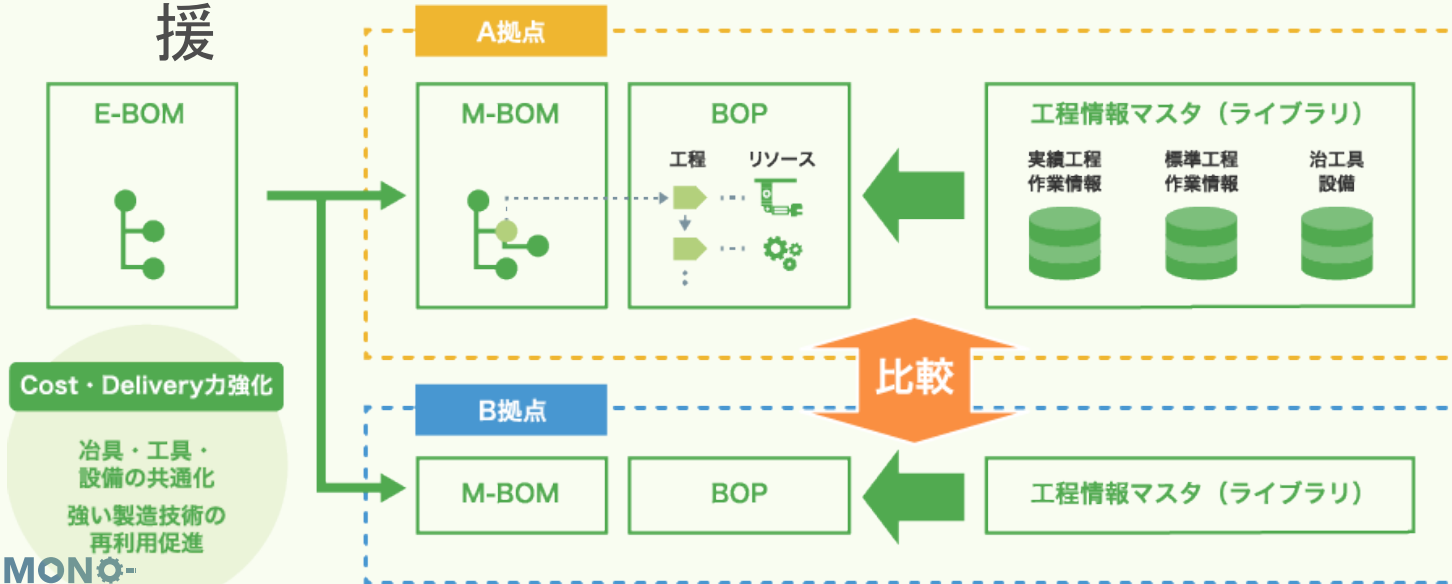 援
A拠点
E-BOM
M-BOM
BOP
工程 リソース
工程情報マスタ（ライブラリ）
実績工程
作業情報
標準工程
作業情報
治工具
設備
比較
Cost・Delivery力強化
冶具・工具・
設備の共通化
強い製造技術の
再利用促進
B拠点
M-BOM
BOP
工程情報マスタ（ライブラリ）
MONO-